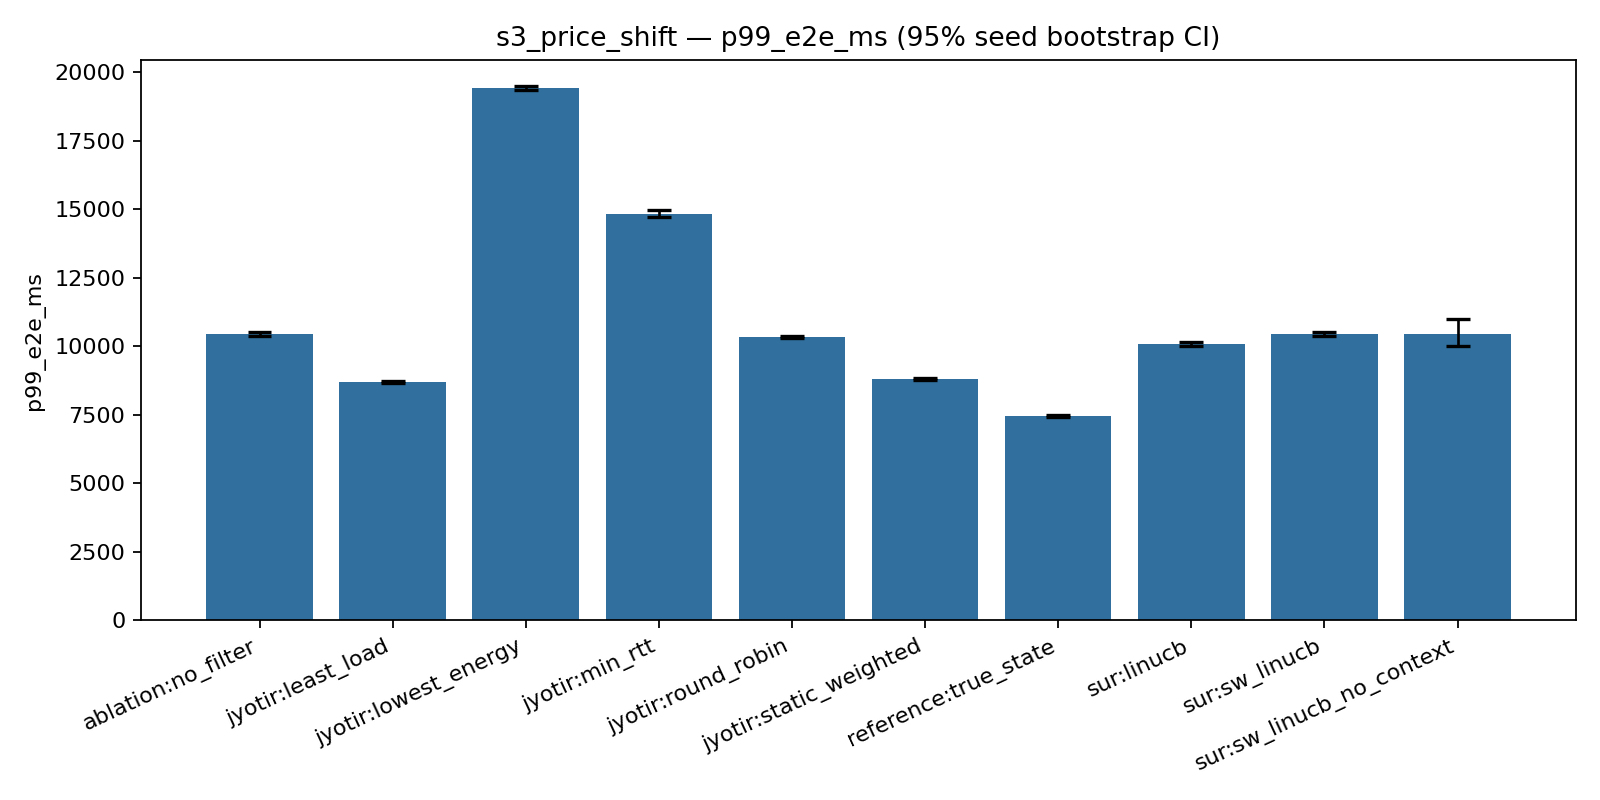 s3_price_shift — p99_e2e_ms (95% seed bootstrap CI)
p99_e2e_ms
20000
17500
15000
12500
10000
7500
5000
2500
0
ablation:no_filter
jyotir:least_load
jyotir:lowest_energy
jyotir:min_rtt
jyotir:round_robin
jyotir:static_weighted
reference:true_state
sur:linucb
sur:sw_linucb
sur:sw_linucb_no_context